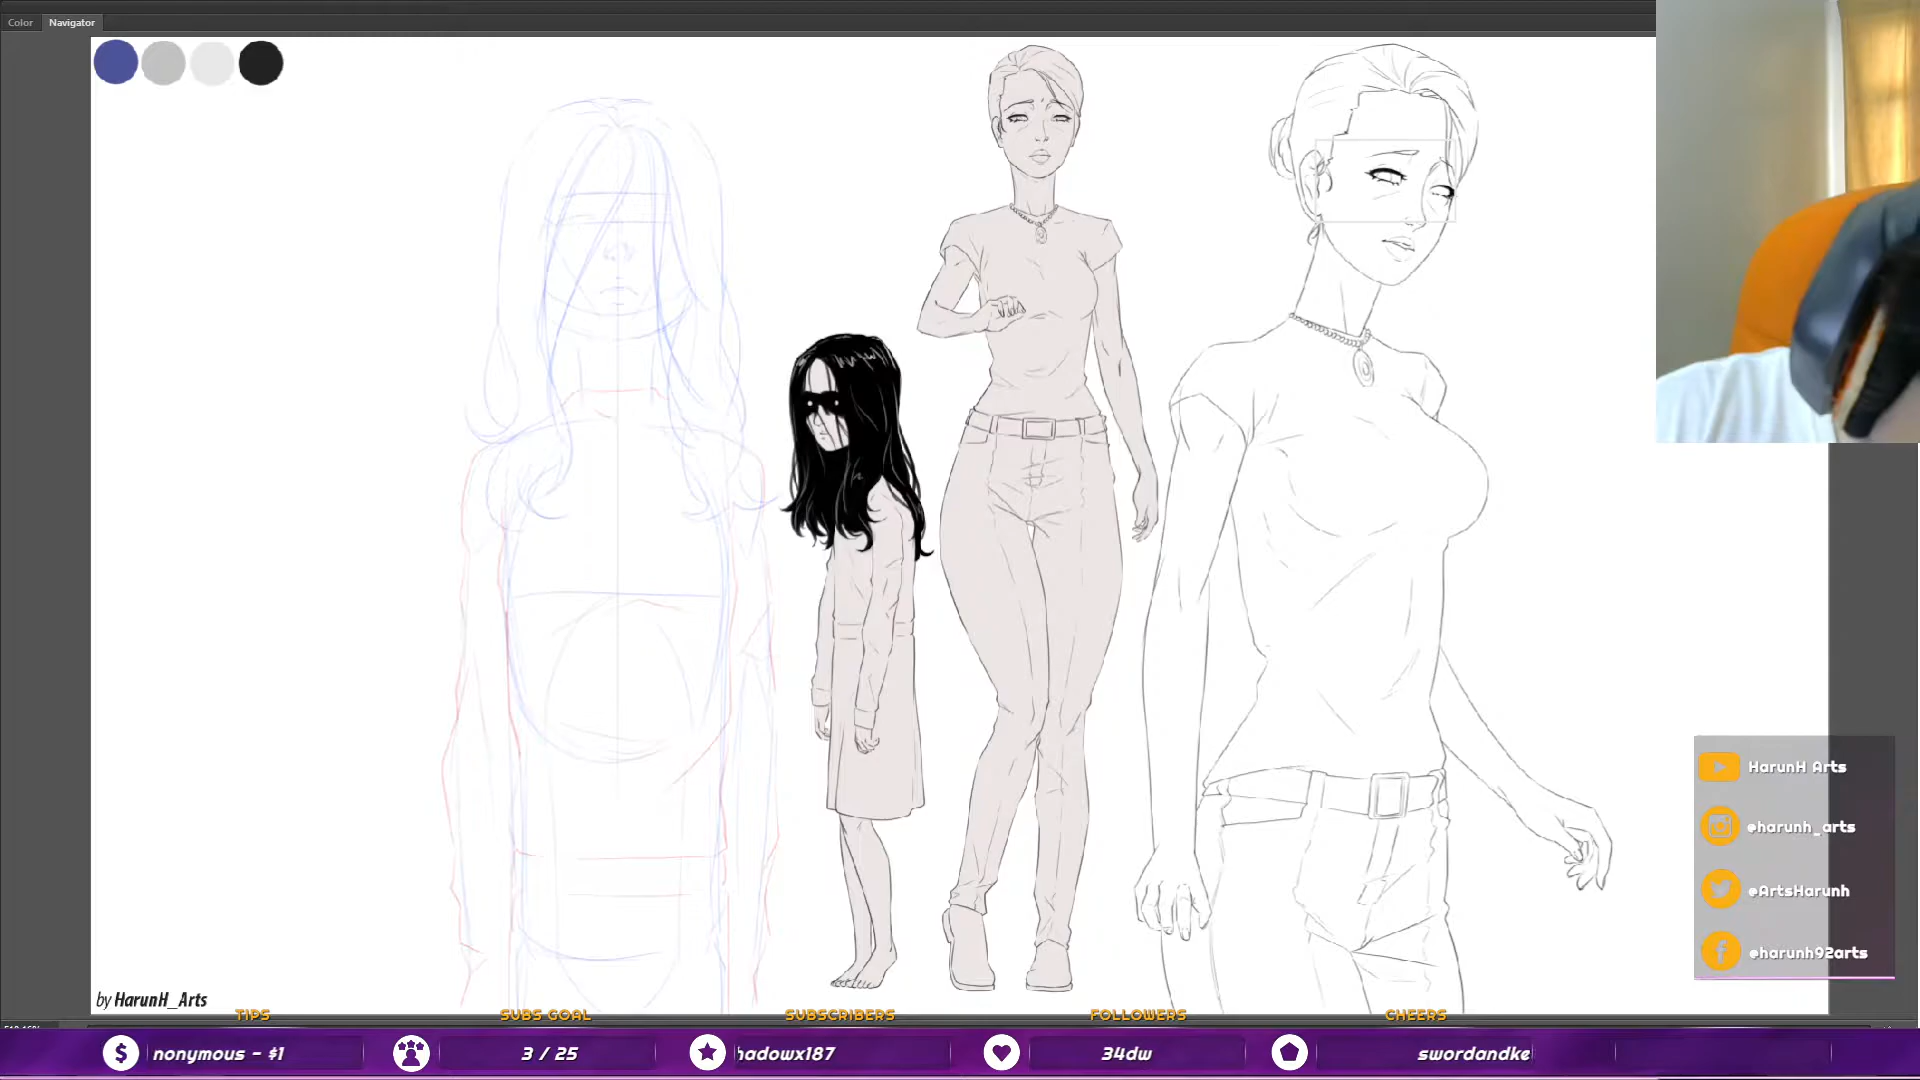 Color Navigator
HarunH Arts
@harunh_arts
@ArtsHarunh
@harunh92arts
by HarunH_Arts
TIPS SUBS GOAL SUBSCRIBERS FOLLOWERS CHEERS
nonymous - $1 3 / 25 hadowx187 34dw swordandke